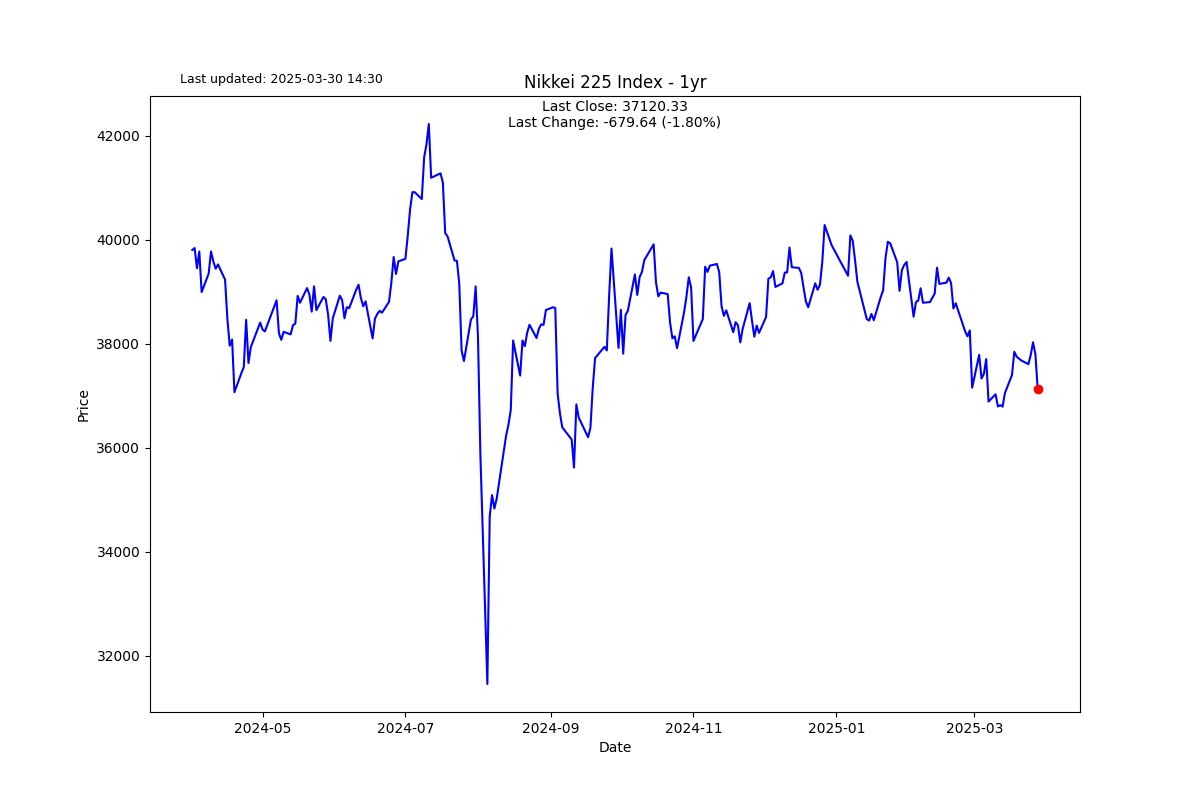 Last updated: 2025-03-30 14:30
Nikkei 225 Index - 1yr
Last Close: 37120.33
Last Change: -679.64 (-1.80%)
42000
40000
38000
36000
34000
32000
Price
2024-05 2024-07 2024-09 2024-11 2025-01 2025-03
Date